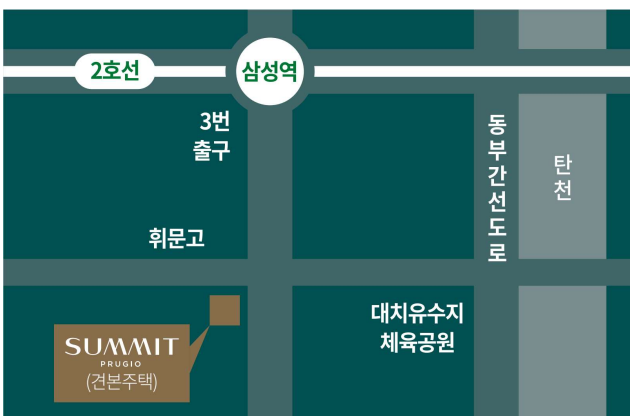 2호선
삼성역
3번
출구
동부간선도로
탄천
휘문고
대치유수지
체육공원
SUMMIT
PRUGIO
(견본주택)